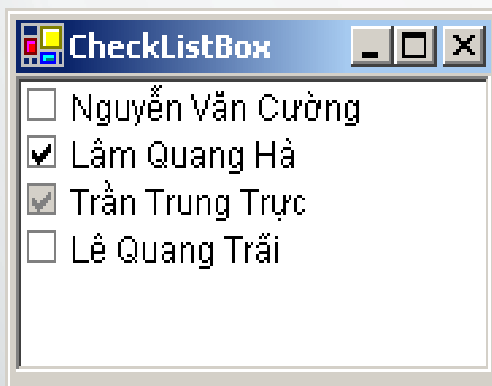 CheckListBox
Nguyễn Văn Cường
Lâm Quang Hà
Trần Trung Trực
Lê Quang Trãi